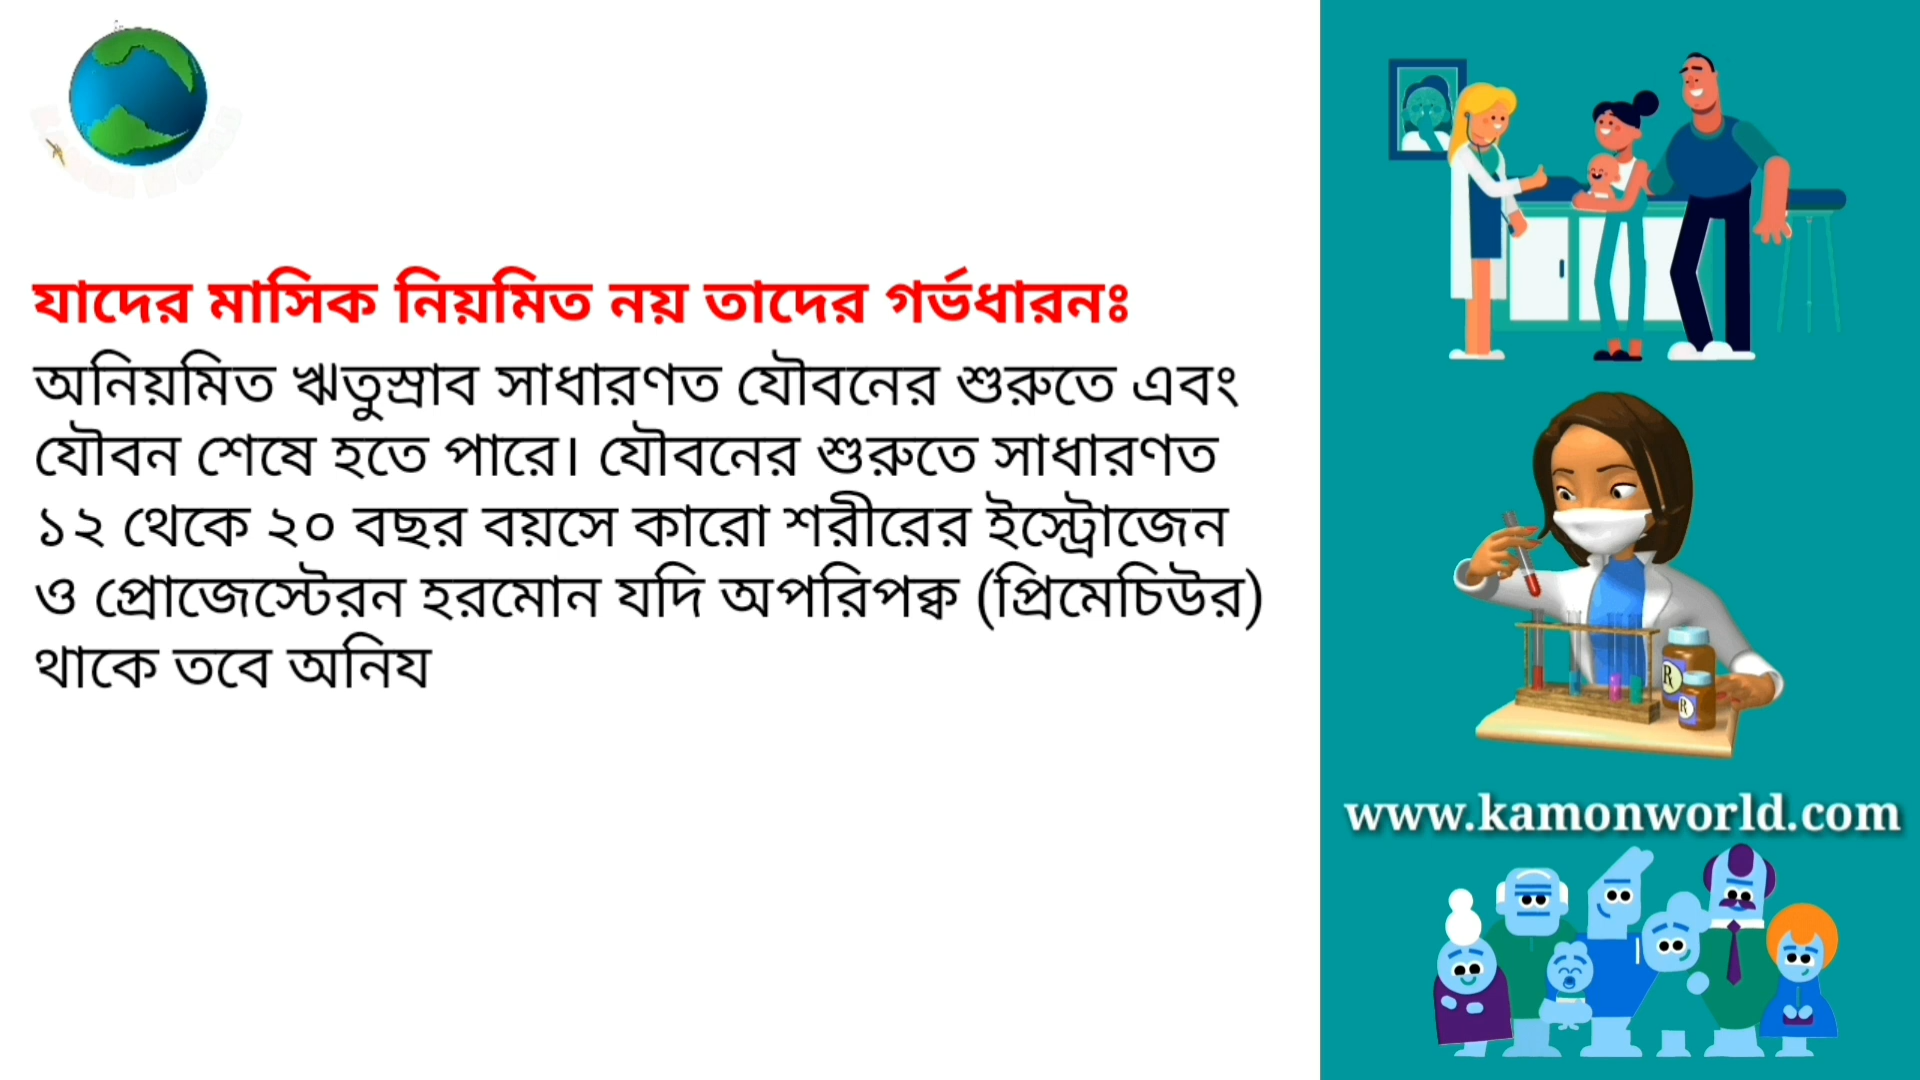 যাদের মাসিক নিয়মিত নয় তাদের গর্ভধারনঃ
অনিয়মিত ঋতুস্রাব সাধারণত যৌবনের শুরুতে এবং
যৌবন শেষে হতে পারে। যৌবনের শুরুতে সাধারণত
১২ থেকে ২০ বছর বয়সে কারো শরীরের ইস্ট্রোজেন
ও প্রোজেস্টেরন হরমোন যদি অপরিপক্ব (প্রিমেচিউর)
থাকে তবে অনিয
www.kamonworld.com
R
R